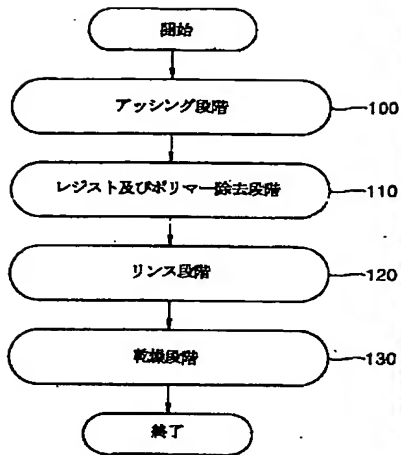 開始
アッシング段階
100
レジスト及びポリマー除去段階
110
リンス段階
120
乾燥段階
130
終了